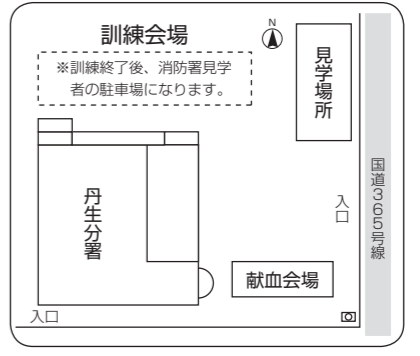 訓練会場
N
※訓練終了後、消防署見学
者の駐車場になります。
見学場所
国道365号線
入口
丹生分署
献血会場
入口